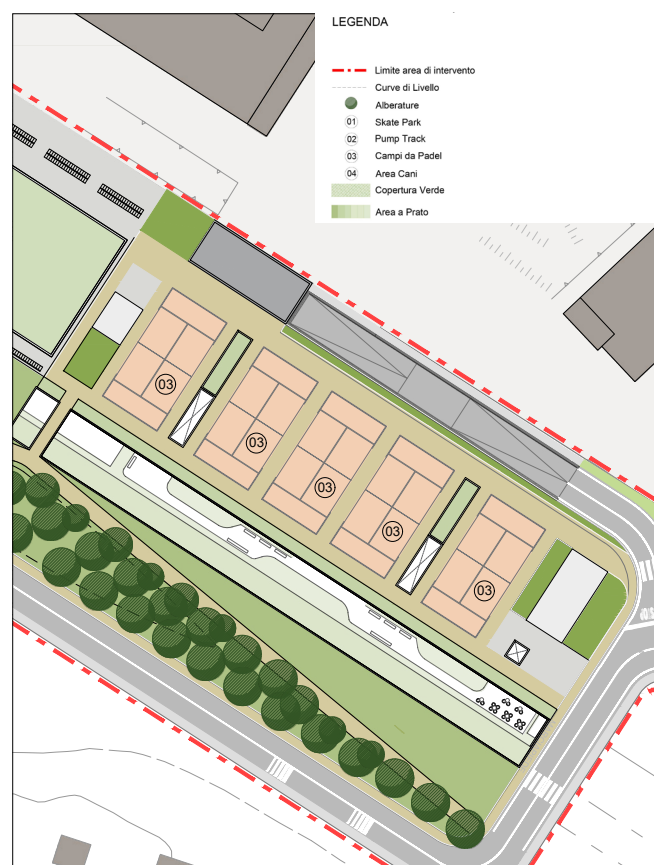 LEGENDA
Limite area di intervento
Curve di Livello
Alberature
01 Skate Park
02 Pump Track
03 Campi da Padel
04 Area Cani
Copertura Verde
Area a Prato
03
03
03
03
03